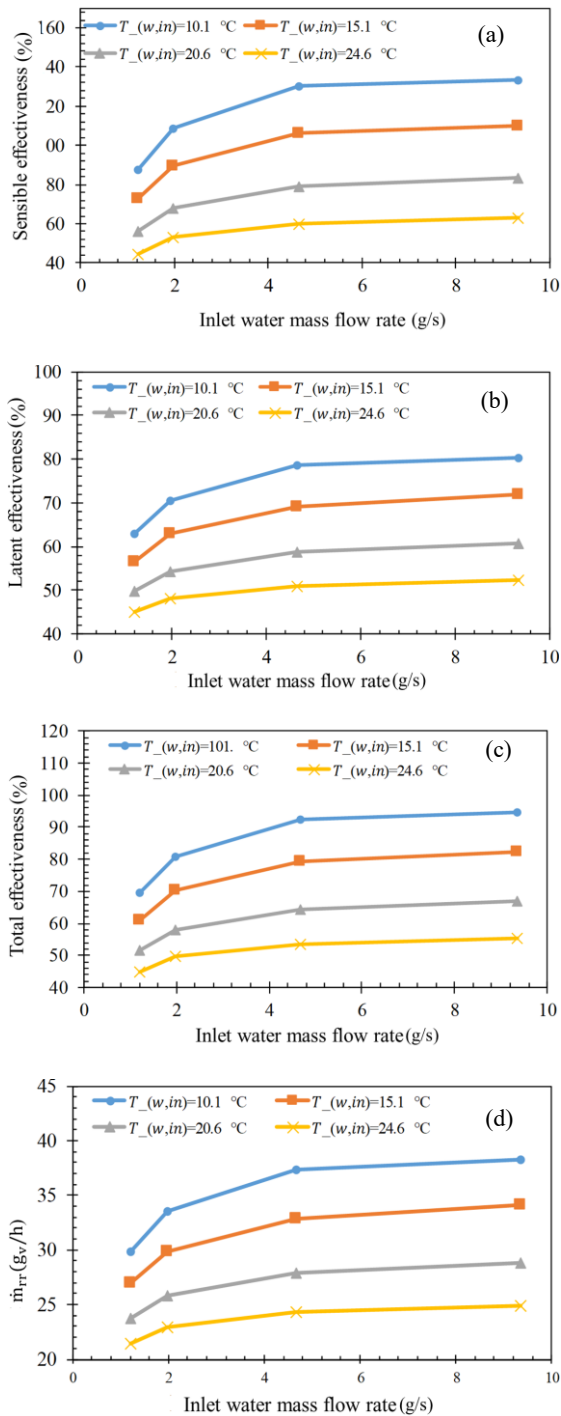 T_(w,in)=10.1 °C T_(w,in)=15.1 °C (a)
T_(w,in)=20.6 °C T_(w,in)=24.6 °C
Sensible effectiveness (%)
160
40
20
00
80
60
40
0 2 4 6 8 10
Inlet water mass flow rate (g/s)
T_(w,in)=10.1 °C T_(w,in)=15.1 °C (b)
T_(w,in)=20.6 °C T_(w,in)=24.6 °C
Latent effectiveness (%)
100
90
80
70
60
50
40
0 2 4 6 8 10
Inlet water mass flow rate(g/s)
T_(w,in)=101. °C T_(w,in)=15.1 °C (c)
T_(w,in)=20.6 °C T_(w,in)=24.6 °C
Total effectiveness (%)
120
110
100
90
80
70
60
50
40
0 2 4 6 8 10
Inlet water mass flow rate(g/s)
T_(w,in)=10.1 °C T_(w,in)=15.1 °C (d)
T_(w,in)=20.6 °C T_(w,in)=24.6 °C
ṁrr(gv/h)
45
40
35
30
25
20
0 2 4 6 8 10
Inlet water mass flow rate(g/s)